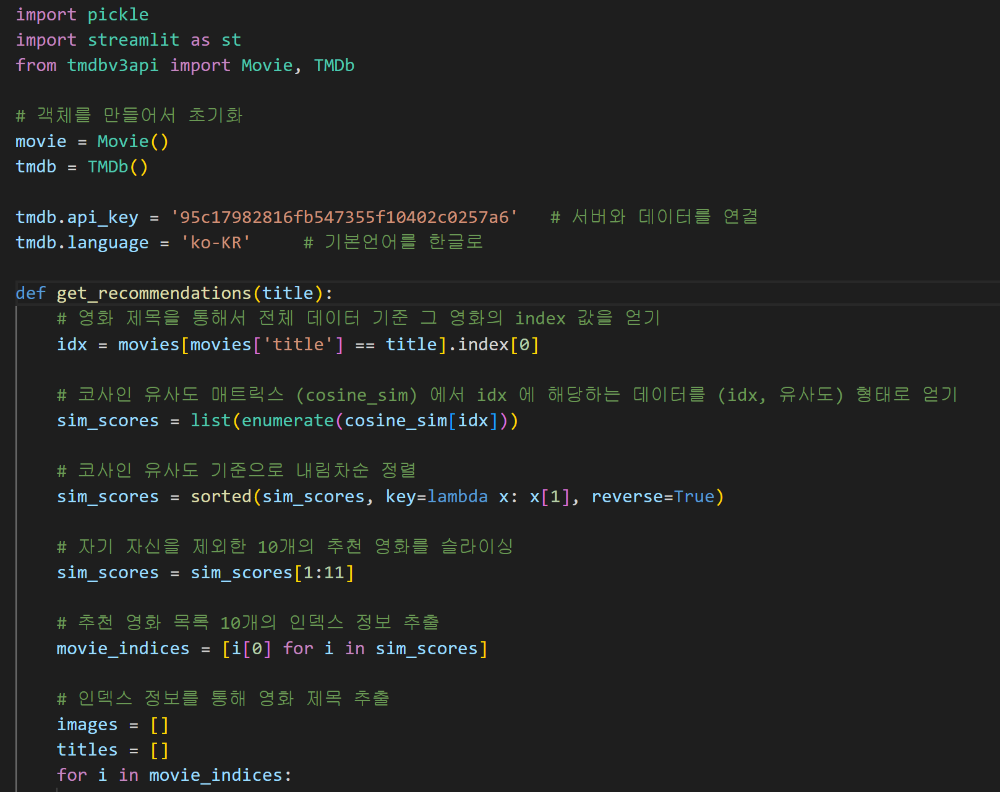 import pickle
import streamlit as st
from tmdbv3api import Movie, TMDb
# 객체를 만들어서 초기화
movie = Movie()
tmdb = TMDb()
tmdb.api_key = '95c17982816fb547355f10402c0257a6'   # 서버와 데이터를 연결
tmdb.language = 'ko-KR'     # 기본언어를 한글로
def get_recommendations(title):
    # 영화 제목을 통해서 전체 데이터 기준 그 영화의 index 값을 얻기
    idx = movies[movies['title'] == title].index[0]
    # 코사인 유사도 매트릭스 (cosine_sim) 에서 idx 에 해당하는 데이터를 (idx, 유사도) 형태로 얻기
    sim_scores = list(enumerate(cosine_sim[idx]))
    # 코사인 유사도 기준으로 내림차순 정렬
    sim_scores = sorted(sim_scores, key=lambda x: x[1], reverse=True)
    # 자기 자신을 제외한 10개의 추천 영화를 슬라이싱
    sim_scores = sim_scores[1:11]
    # 추천 영화 목록 10개의 인덱스 정보 추출
    movie_indices = [i[0] for i in sim_scores]
    # 인덱스 정보를 통해 영화 제목 추출
    images = []
    titles = []
    for i in movie_indices: